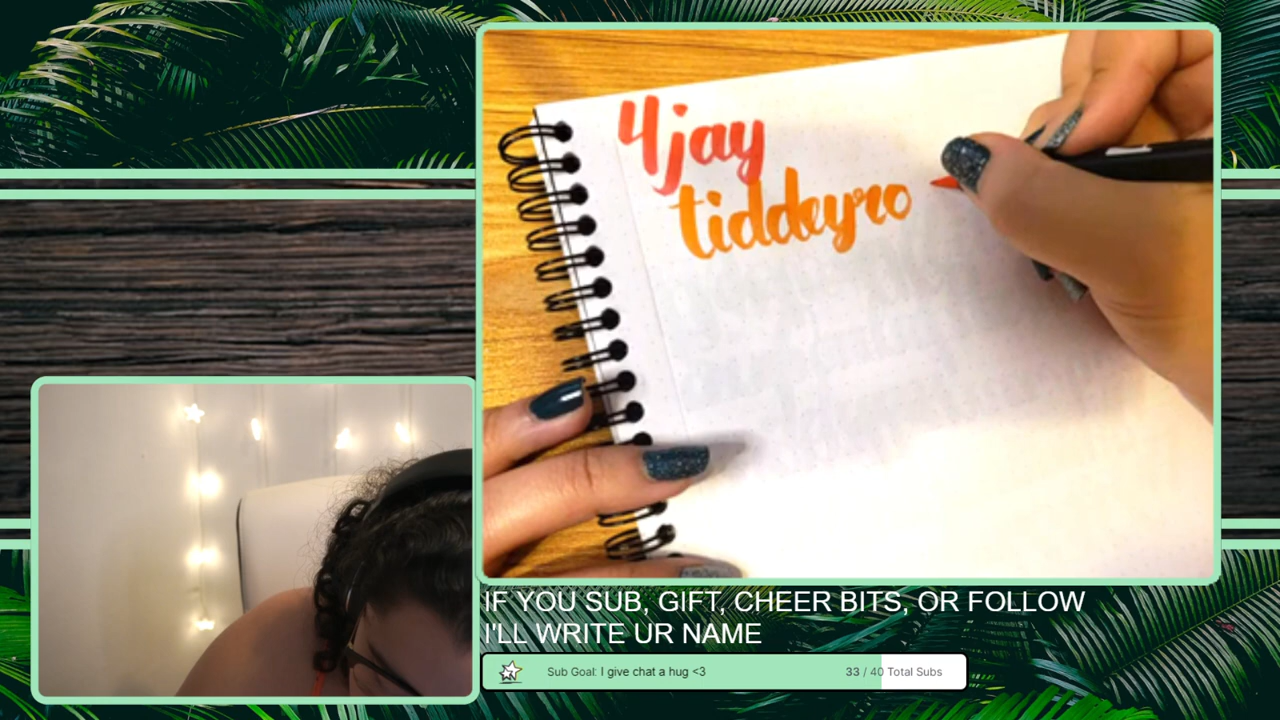 4jay
tiddeyro
IF YOU SUB, GIFT, CHEER BITS, OR FOLLOW
I'LL WRITE UR NAME
Sub Goal: I give chat a hug <3 33 / 40 Total Subs